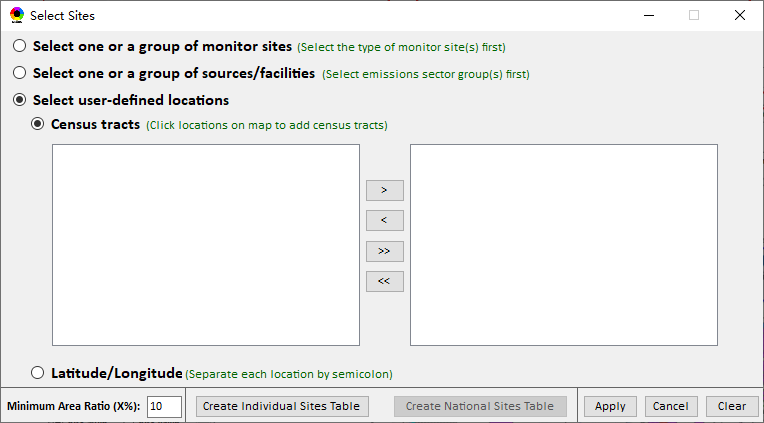 Select Sites
Select one or a group of monitor sites (Select the type of monitor site(s) first)
Select one or a group of sources/facilities (Select emissions sector group(s) first)
Select user-defined locations
Census tracts (Click locations on map to add census tracts)
>
<
>>
<<
Latitude/Longitude (Separate each location by semicolon)
Minimum Area Ratio (X%): 10 Create Individual Sites Table Create National Sites Table Apply Cancel Clear